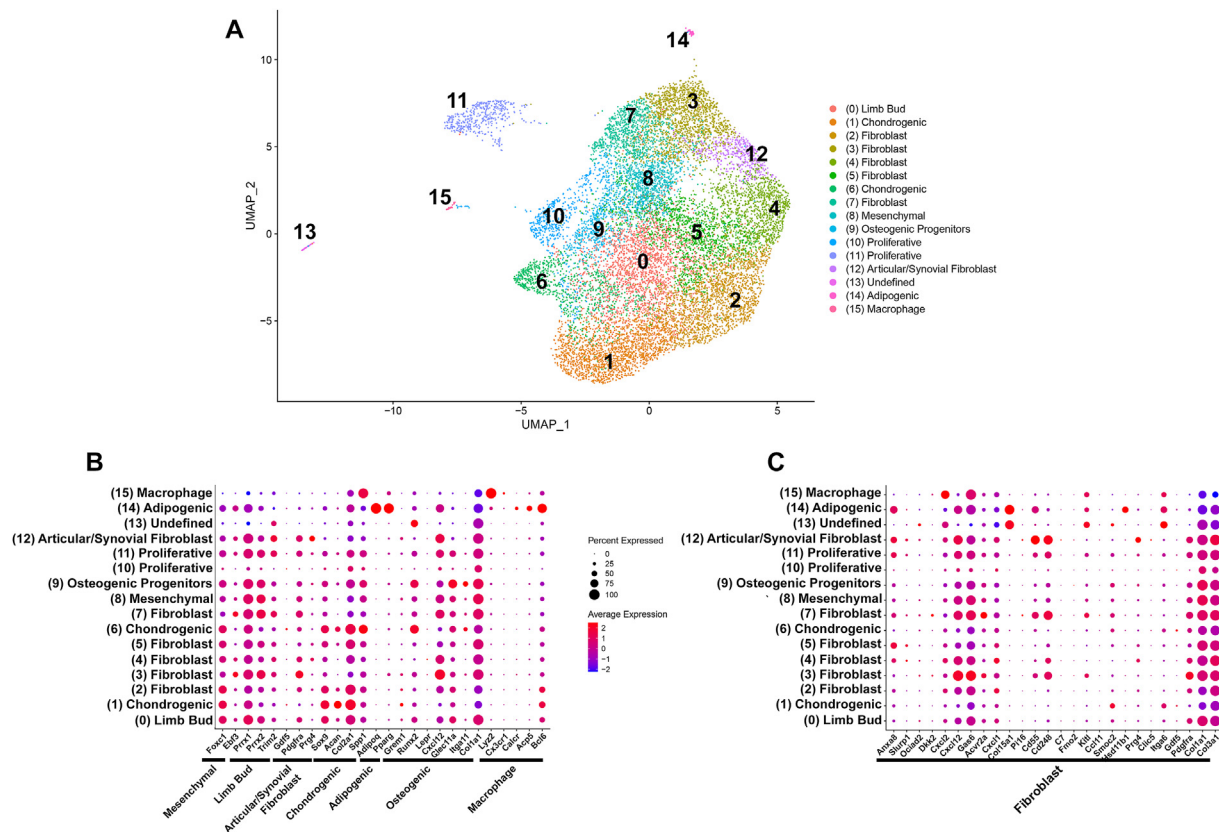 A
14
10
11
7
3
12
5
8
15
4
10
UMAP_2
9
5
13
0
0
6
2
−5
1
−10
−5
0
5
UMAP_1
(0) Limb Bud
(1) Chondrogenic
(2) Fibroblast
(3) Fibroblast
(4) Fibroblast
(5) Fibroblast
(6) Chondrogenic
(7) Fibroblast
(8) Mesenchymal
(9) Osteogenic Progenitors
(10) Proliferative
(11) Proliferative
(12) Articular/Synovial Fibroblast
(13) Undefined
(14) Adipogenic
(15) Macrophage
B
(15) Macrophage
(14) Adipogenic
(13) Undefined
(12) Articular/Synovial Fibroblast
(11) Proliferative
(10) Proliferative
(9) Osteogenic Progenitors
(8) Mesenchymal
(7) Fibroblast
(6) Chondrogenic
(5) Fibroblast
(4) Fibroblast
(3) Fibroblast
(2) Fibroblast
(1) Chondrogenic
(0) Limb Bud
Foxc1 Ebf3 Prrx1 Prrx2 Trim2 Gdf5 Pdgfra Prg4 Sox9 Acan Col2a1 Spp1 Adipoq Pparg Grem1 Runx2 Lepr Cxcl12 Clec11a Itga11 Col1a1 Lyz2 Cx3cr1 Calcr Acp5 Bcl6
Mesenchymal
Limb Bud
Articular/Synovial
Fibroblast
Chondrogenic
Adipogenic
Osteogenic
Macrophage
Percent Expressed
0
25
50
75
100
Average Expression
2
1
0
−1
−2
C
(15) Macrophage
(14) Adipogenic
(13) Undefined
(12) Articular/Synovial Fibroblast
(11) Proliferative
(10) Proliferative
(9) Osteogenic Progenitors
(8) Mesenchymal
(7) Fibroblast
(6) Chondrogenic
(5) Fibroblast
(4) Fibroblast
(3) Fibroblast
(2) Fibroblast
(1) Chondrogenic
(0) Limb Bud
Anxa8 Slurp1 Ociad2 Dkk1 Cxcl2 Cxcl12 Gas6 Acvr2a Cxcl1 Col15a1 Pi16 Cd55 Cd248 C7 Fmo2 Kitl Ccl11 Smoc2 Prg4 Hsd11b1 Clic5 Itga6 Gdf5 Pdgfra Col1a1 Col3a1
Fibroblast